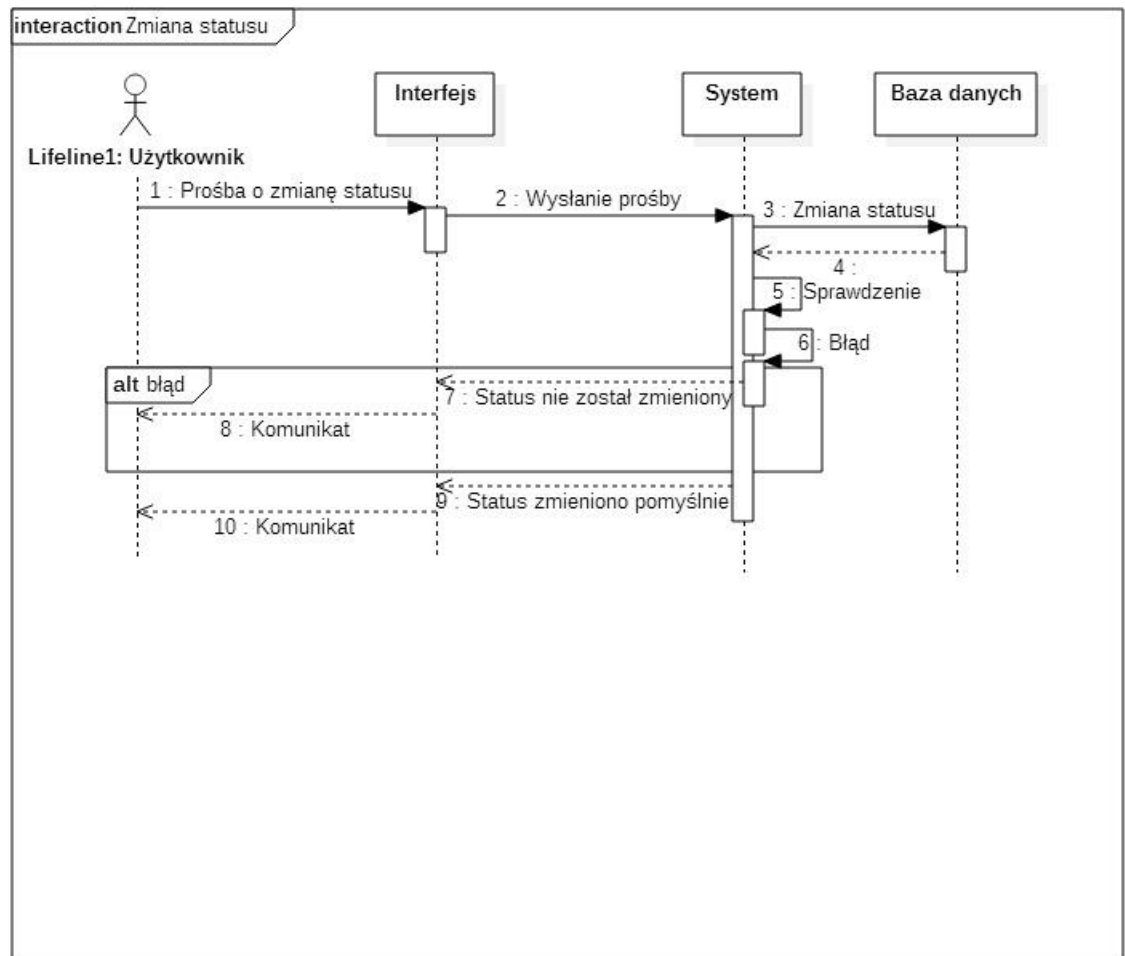 interaction Zmiana statusu
Interfejs
System
Baza danych
Lifeline1: Użytkownik
1 : Prośba o zmianę statusu
2 : Wysłanie prośby
3 : Zmiana statusu
4 :
5 : Sprawdzenie
6 : Błąd
alt błąd
7 : Status nie został zmieniony
8 : Komunikat
9 : Status zmieniono pomyślnie
10 : Komunikat